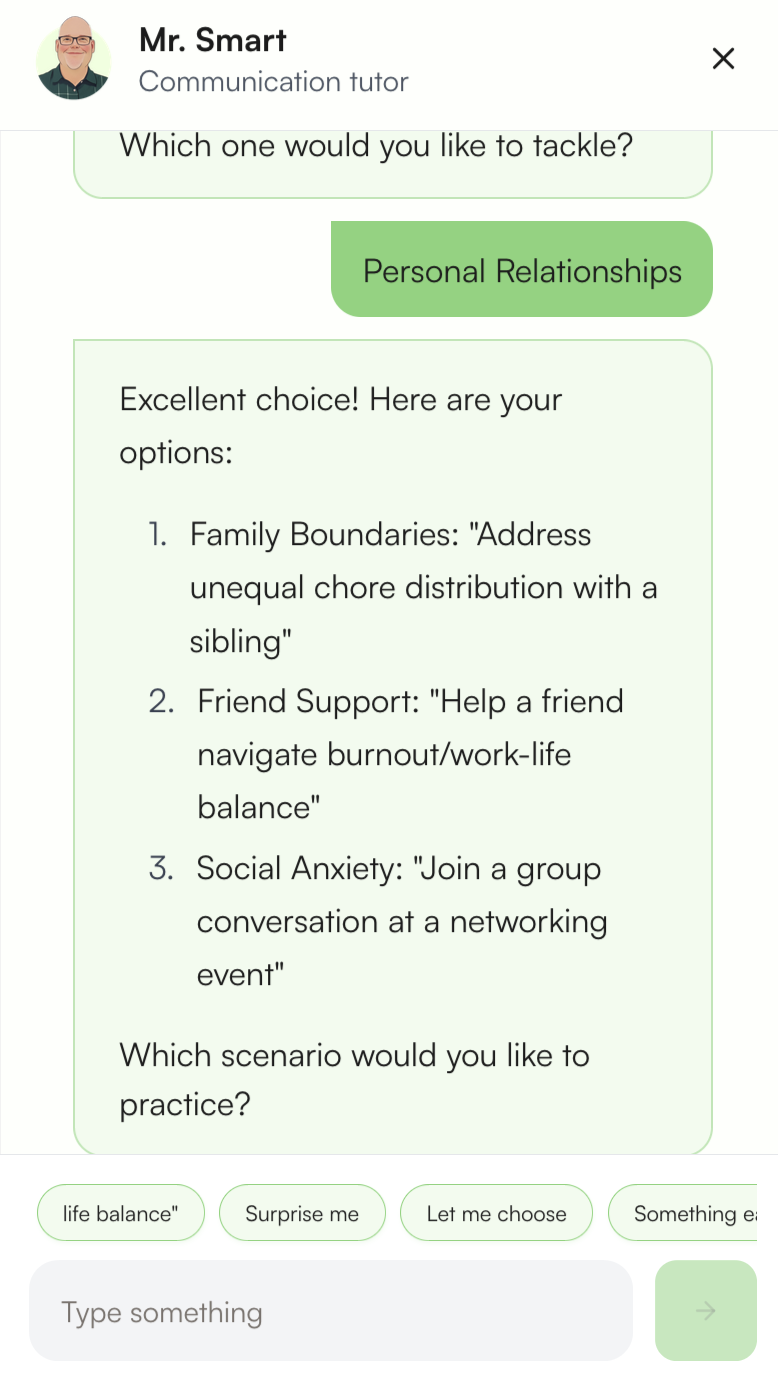 Mr. Smart
Communication tutor
Which one would you like to tackle?
Personal Relationships
Excellent choice! Here are your
options:
1. Family Boundaries: "Address
unequal chore distribution with a
sibling"
2. Friend Support: "Help a friend
navigate burnout/work-life
balance"
3. Social Anxiety: "Join a group
conversation at a networking
event"
Which scenario would you like to
practice?
life balance"
Surprise me
Let me choose
Something
Type something